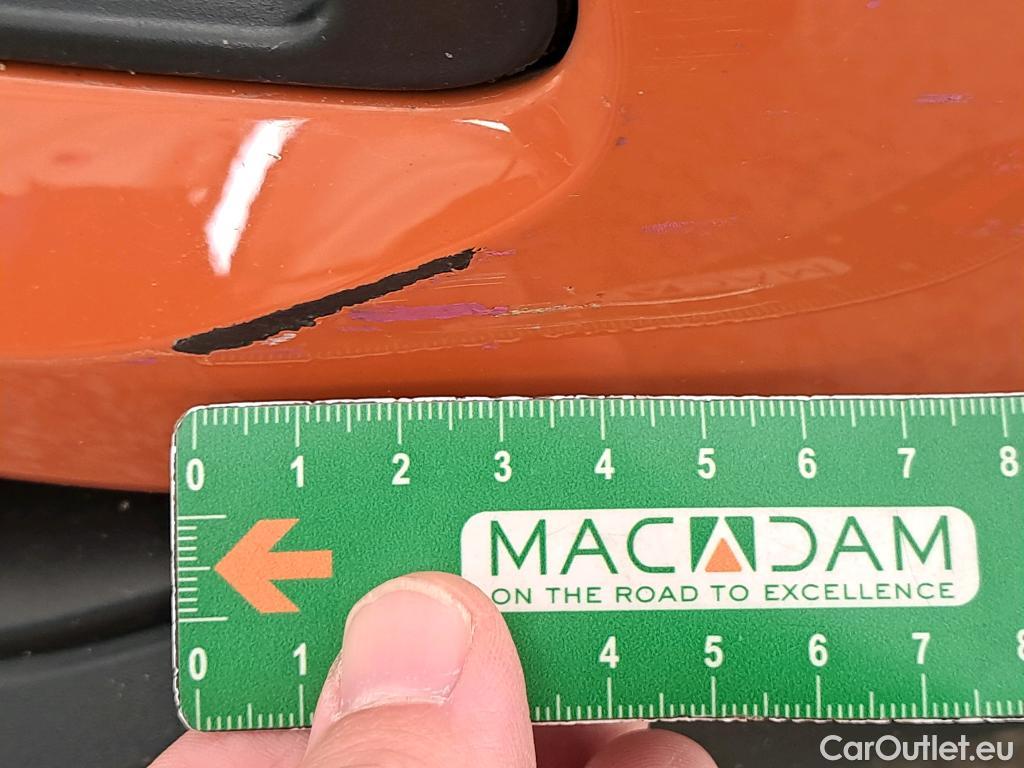 0 1 2 3 4 5 6 7 8
MACADAM
ON THE ROAD TO EXCELLENCE
0 1 4 5 6 7 8
CarOutlet.eu